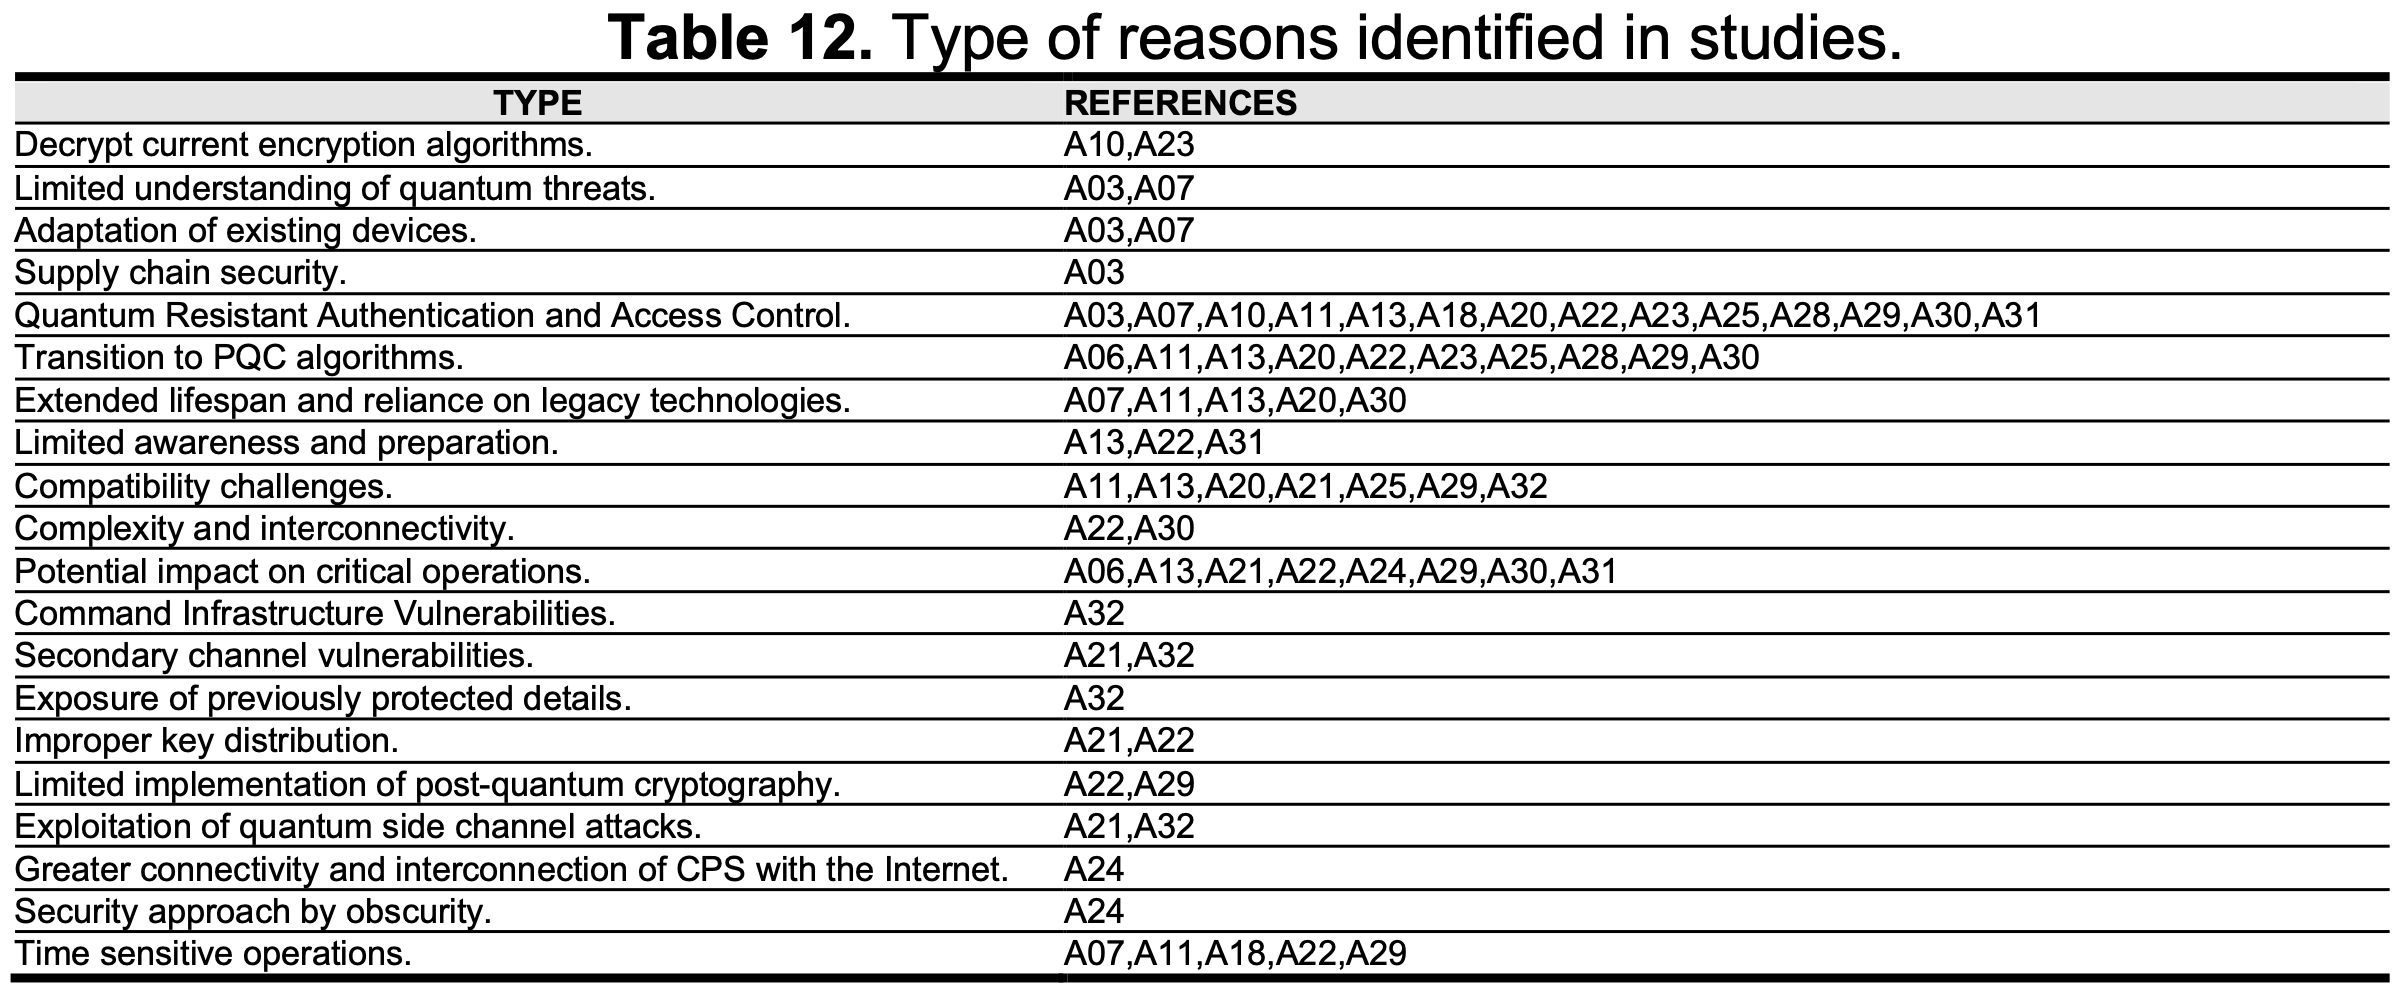 Table 12. Type of reasons identified in studies.
TYPE REFERENCES
Decrypt current encryption algorithms. A10,A23
Limited understanding of quantum threats. A03,A07
Adaptation of existing devices. A03,A07
Supply chain security. A03
Quantum Resistant Authentication and Access Control. A03,A07,A10,A11,A13,A18,A20,A22,A23,A25,A28,A29,A30,A31
Transition to PQC algorithms. A06,A11,A13,A20,A22,A23,A25,A28,A29,A30
Extended lifespan and reliance on legacy technologies. A07,A11,A13,A20,A30
Limited awareness and preparation. A13,A22,A31
Compatibility challenges. A11,A13,A20,A21,A25,A29,A32
Complexity and interconnectivity. A22,A30
Potential impact on critical operations. A06,A13,A21,A22,A24,A29,A30,A31
Command Infrastructure Vulnerabilities. A32
Secondary channel vulnerabilities. A21,A32
Exposure of previously protected details. A32
Improper key distribution. A21,A22
Limited implementation of post-quantum cryptography. A22,A29
Exploitation of quantum side channel attacks. A21,A32
Greater connectivity and interconnection of CPS with the Internet. A24
Security approach by obscurity. A24
Time sensitive operations. A07,A11,A18,A22,A29